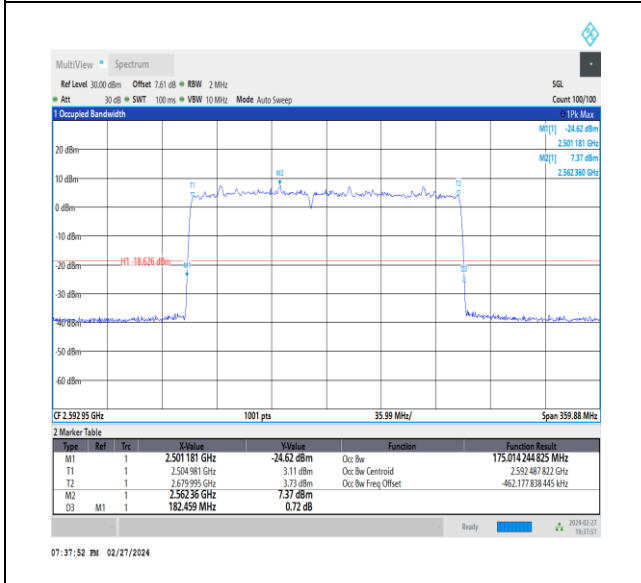 MultiView Spectrum
Ref Level 30.00 dBm Offset 7.61 dB RBW 2 MHz SGL
Att 30 dB SWT 100 ms VBW 10 MHz Mode Auto Sweep Count 100/100
1 Occupied Bandwidth 1Pk Max
M1[1] -24.62 dBm
2.501 181 GHz
M2[1] 7.37 dBm
2.562 360 GHz
20 dBm
10 dBm
0 dBm
-10 dBm
-20 dBm
-30 dBm
-40 dBm
-50 dBm
-60 dBm
T1
M2
T2
H1 -18.626 dBm
M1
D3
CF 2.592 95 GHz 1001 pts 35.99 MHz/ Span 359.88 MHz
2 Marker Table
Type Ref Trc X-Value Y-Value Function Function Result
M1 1 2.501 181 GHz -24.62 dBm Occ Bw 175.014 244 825 MHz
T1 1 2.504 981 GHz 3.11 dBm Occ Bw Centroid 2.592 487 822 GHz
T2 1 2.679 995 GHz 3.73 dBm Occ Bw Freq Offset -462.177 838 445 kHz
M2 1 2.562 36 GHz 7.37 dBm
D3 M1 1 182.459 MHz 0.72 dB
Ready 2024-02-27
19:37:51
07:37:52 PM 02/27/2024